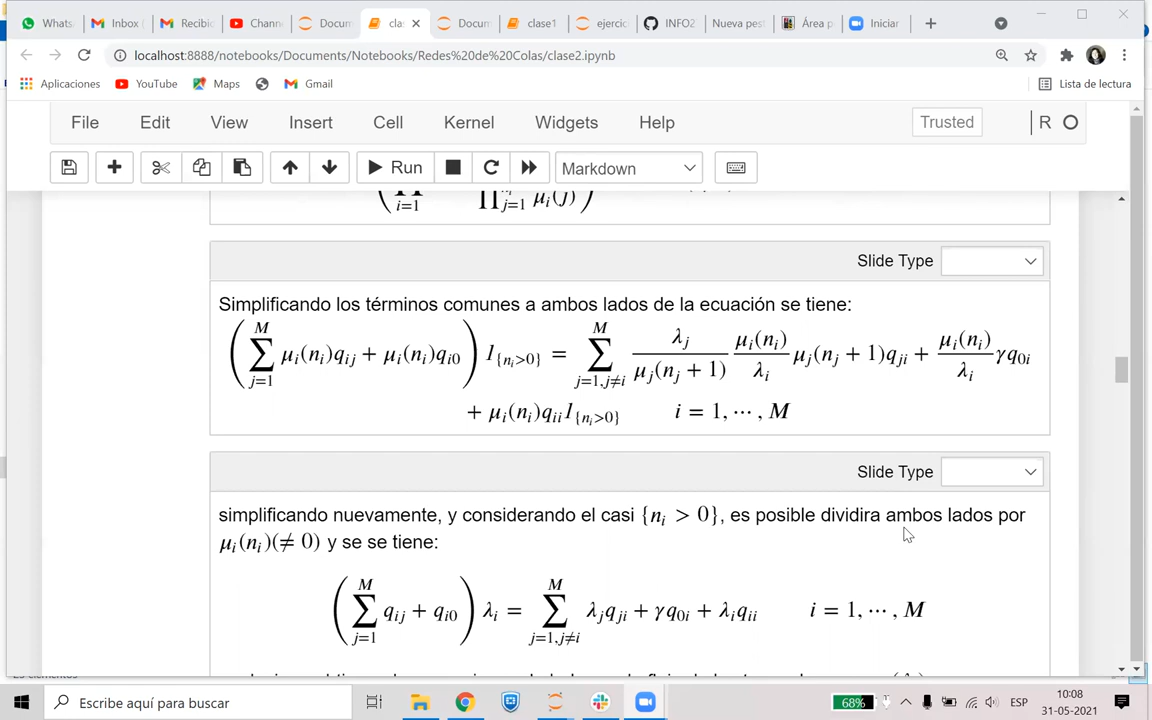 Whats Inbox Recibid Chann Docum clas Docum clase1 ejercic INFO2 Nueva pest Área p Iniciar
localhost:8888/notebooks/Documents/Notebooks/Redes%20de%20Colas/clase2.ipynb
Aplicaciones YouTube Maps Gmail Lista de lectura
File Edit View Insert Cell Kernel Widgets Help Trusted R
Run Markdown
i=1 ∏_{j=1} μ_i(j)
Slide Type
Simplificando los términos comunes a ambos lados de la ecuación se tiene:
(∑_{j=1}^{M} μ_i(n_i)q_{ij} + μ_i(n_i)q_{i0}) I_{{n_i>0}} = ∑_{j=1,j≠i}^{M} λ_j/μ_j(n_j + 1) μ_i(n_i)/λ_i μ_j(n_j + 1)q_{ji} + μ_i(n_i)/λ_i γq_{0i}
+ μ_i(n_i)q_{ii}I_{{n_i>0}} i = 1, ⋯ , M
Slide Type
simplificando nuevamente, y considerando el casi {n_i > 0}, es posible dividira ambos lados por
μ_i(n_i)(≠ 0) y se se tiene:
(∑_{j=1}^{M} q_{ij} + q_{i0}) λ_i = ∑_{j=1,j≠i}^{M} λ_jq_{ji} + γq_{0i} + λ_iq_{ii} i = 1, ⋯ , M
Escribe aquí para buscar 68% ESP 10:08
31-05-2021